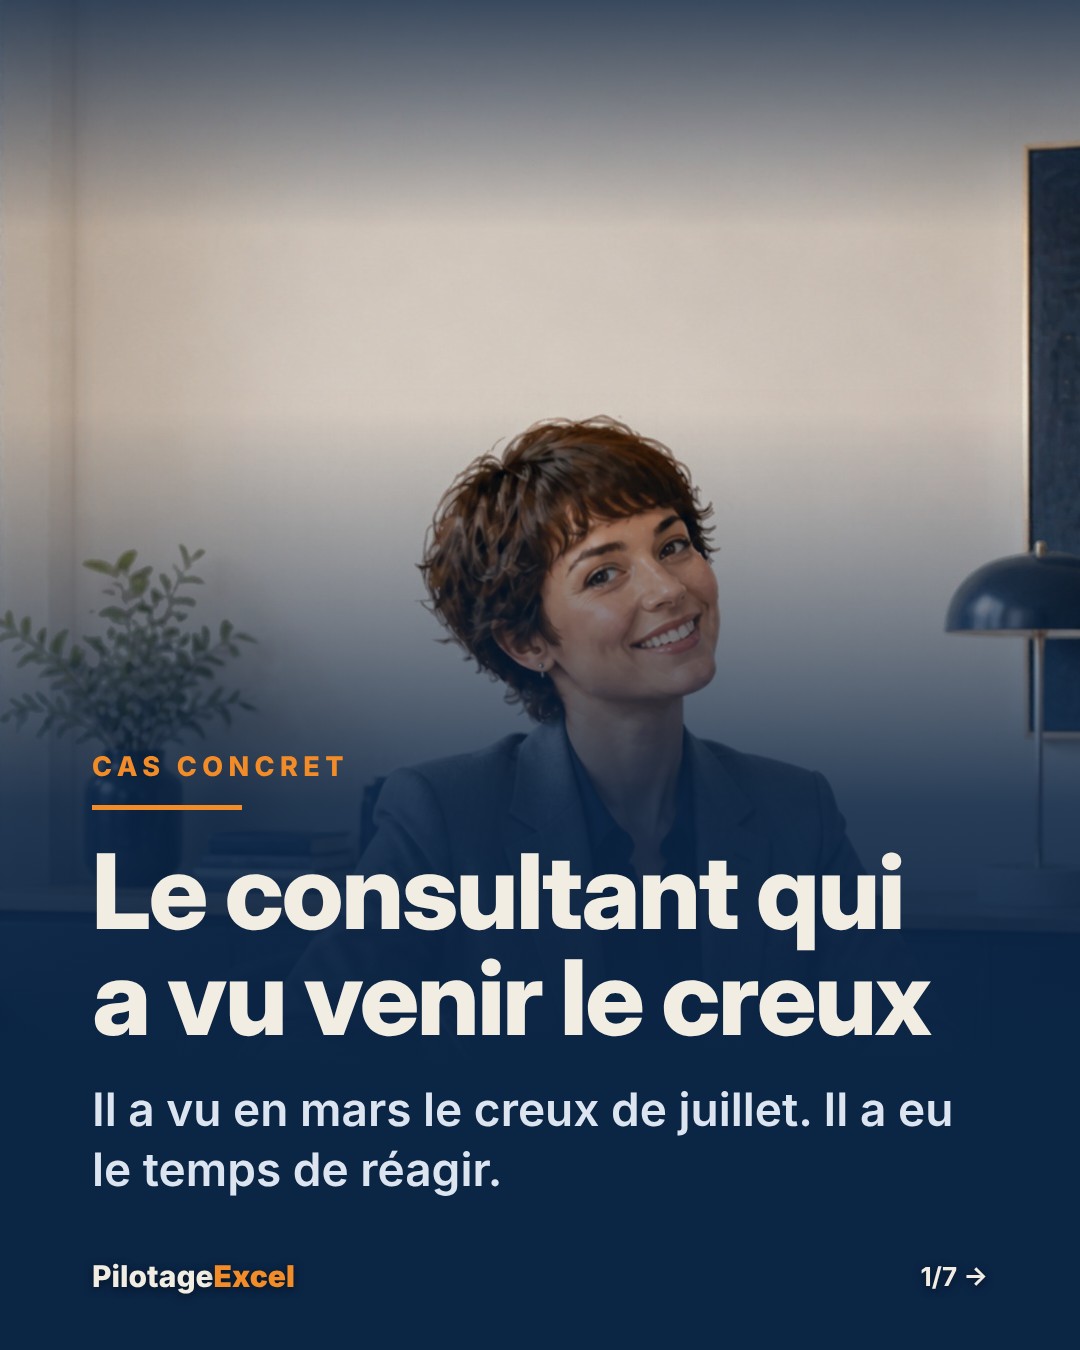 CAS CONCRET
Le consultant qui
a vu venir le creux
Il a vu en mars le creux de juillet. Il a eu
le temps de réagir.
PilotageExcel
1/7 →